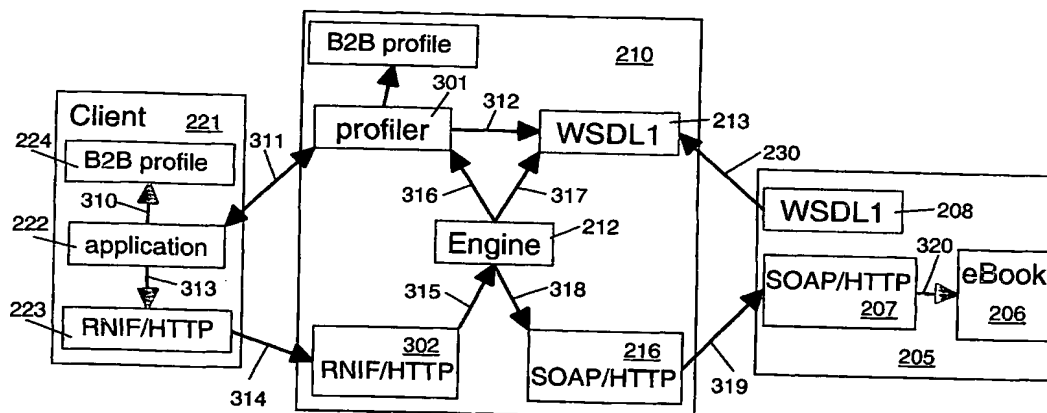 B2B profile
210
301
312
profiler
WSDL1
213
Client 221
224
B2B profile
310
222
application
313
223
RNIF/HTTP
311
316
317
230
Engine
212
WSDL1
208
315
318
SOAP/HTTP
207
320
eBook
206
314
302
RNIF/HTTP
216
SOAP/HTTP
319
205